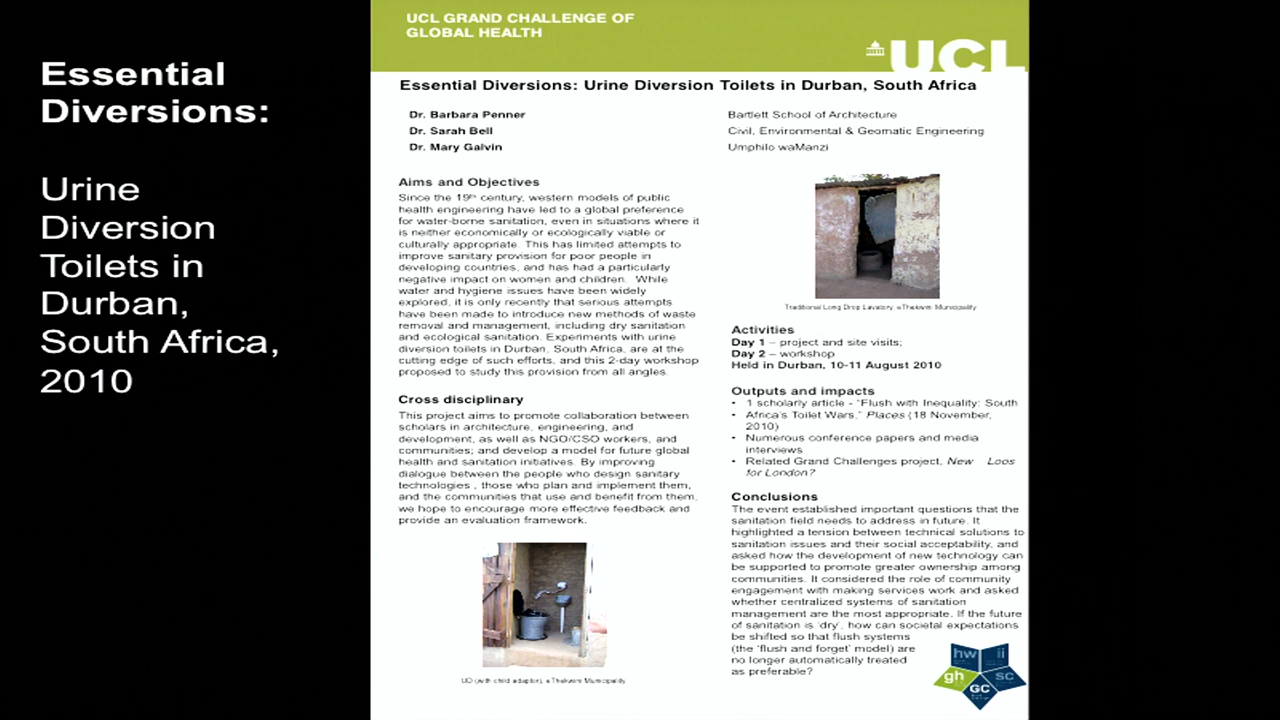 Essential
Diversions:
Urine
Diversion
Toilets in
Durban,
South Africa,
2010
UCL GRAND CHALLENGE OF
GLOBAL HEALTH
UCL
Essential Diversions: Urine Diversion Toilets in Durban, South Africa
Dr. Barbara Penner Bartlett School of Architecture
Dr. Sarah Bell Civil, Environmental & Geomatic Engineering
Dr. Mary Galvin Umphilo waManzi
Aims and Objectives
Since the 19th century, western models of public
health engineering have led to a global preference
for water-borne sanitation, even in situations where it
is neither economically or ecologically viable or
culturally appropriate. This has limited attempts to
improve sanitary provision for poor people in
developing countries, and has had a particularly
negative impact on women and children. While
water and hygiene issues have been widely
explored, it is only recently that serious attempts
have been made to introduce new methods of waste
removal and management, including dry sanitation
and ecological sanitation. Experiments with urine
diversion toilets in Durban, South Africa, are at the
cutting edge of such efforts, and this 2-day workshop
proposed to study this provision from all angles.
Cross disciplinary
This project aims to promote collaboration between
scholars in architecture, engineering, and
development, as well as NGO/CSO workers, and
communities; and develop a model for future global
health and sanitation initiatives. By improving
dialogue between the people who design sanitary
technologies , those who plan and implement them,
and the communities that use and benefit from them,
we hope to encourage more effective feedback and
provide an evaluation framework.
UD (with child adaptor), eThekwini Municipality
Traditional Long Drop Lavatory, eThekwini Municipality
Activities
Day 1 – project and site visits;
Day 2 – workshop
Held in Durban, 10-11 August 2010
Outputs and impacts
• 1 scholarly article - "Flush with Inequality: South
• Africa's Toilet Wars," Places (18 November,
2010)
• Numerous conference papers and media
interviews
• Related Grand Challenges project, New Loos
for London?
Conclusions
The event established important questions that the
sanitation field needs to address in future. It
highlighted a tension between technical solutions to
sanitation issues and their social acceptability, and
asked how the development of new technology can
be supported to promote greater ownership among
communities. It considered the role of community
engagement with making services work and asked
whether centralized systems of sanitation
management are the most appropriate. If the future
of sanitation is 'dry', how can societal expectations
be shifted so that flush systems
(the 'flush and forget' model) are
no longer automatically treated
as preferable?
hw ii
gh SC
GC